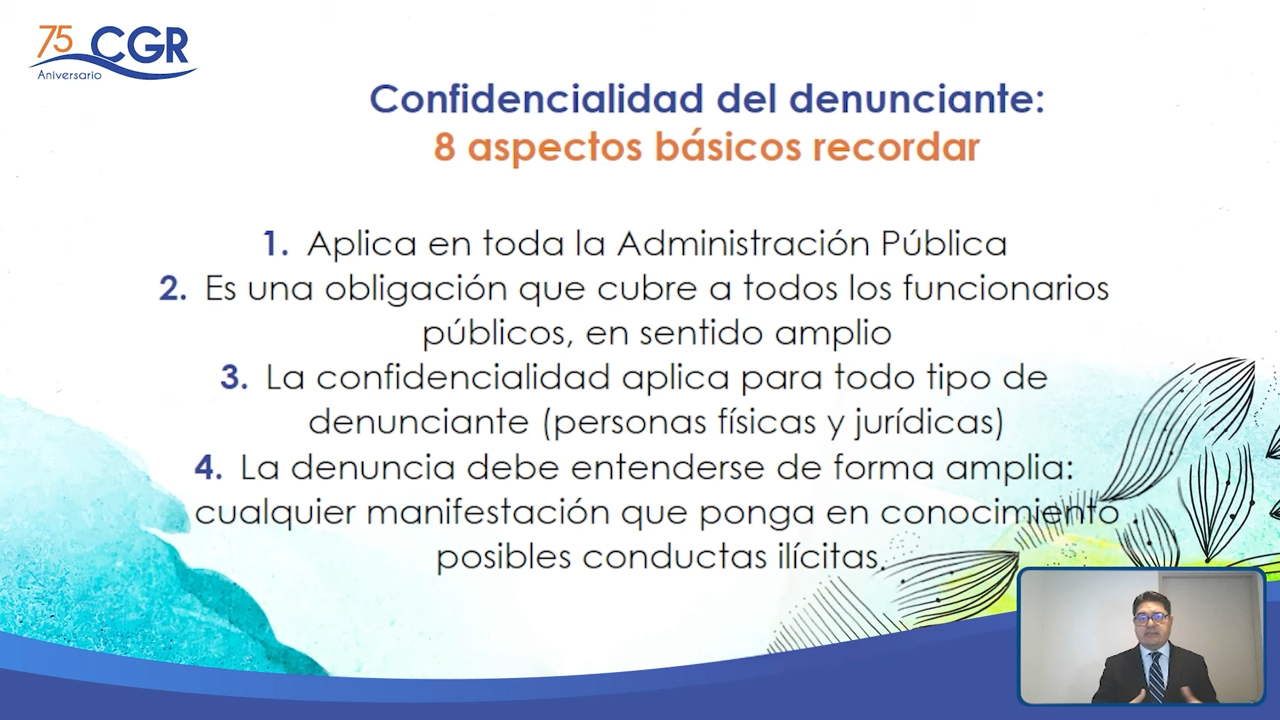 75 CGR
Aniversario
Confidencialidad del denunciante:
8 aspectos básicos recordar
1. Aplica en toda la Administración Pública
2. Es una obligación que cubre a todos los funcionarios
públicos, en sentido amplio
3. La confidencialidad aplica para todo tipo de
denunciante (personas físicas y jurídicas)
4. La denuncia debe entenderse de forma amplia:
cualquier manifestación que ponga en conocimiento
posibles conductas ilícitas.